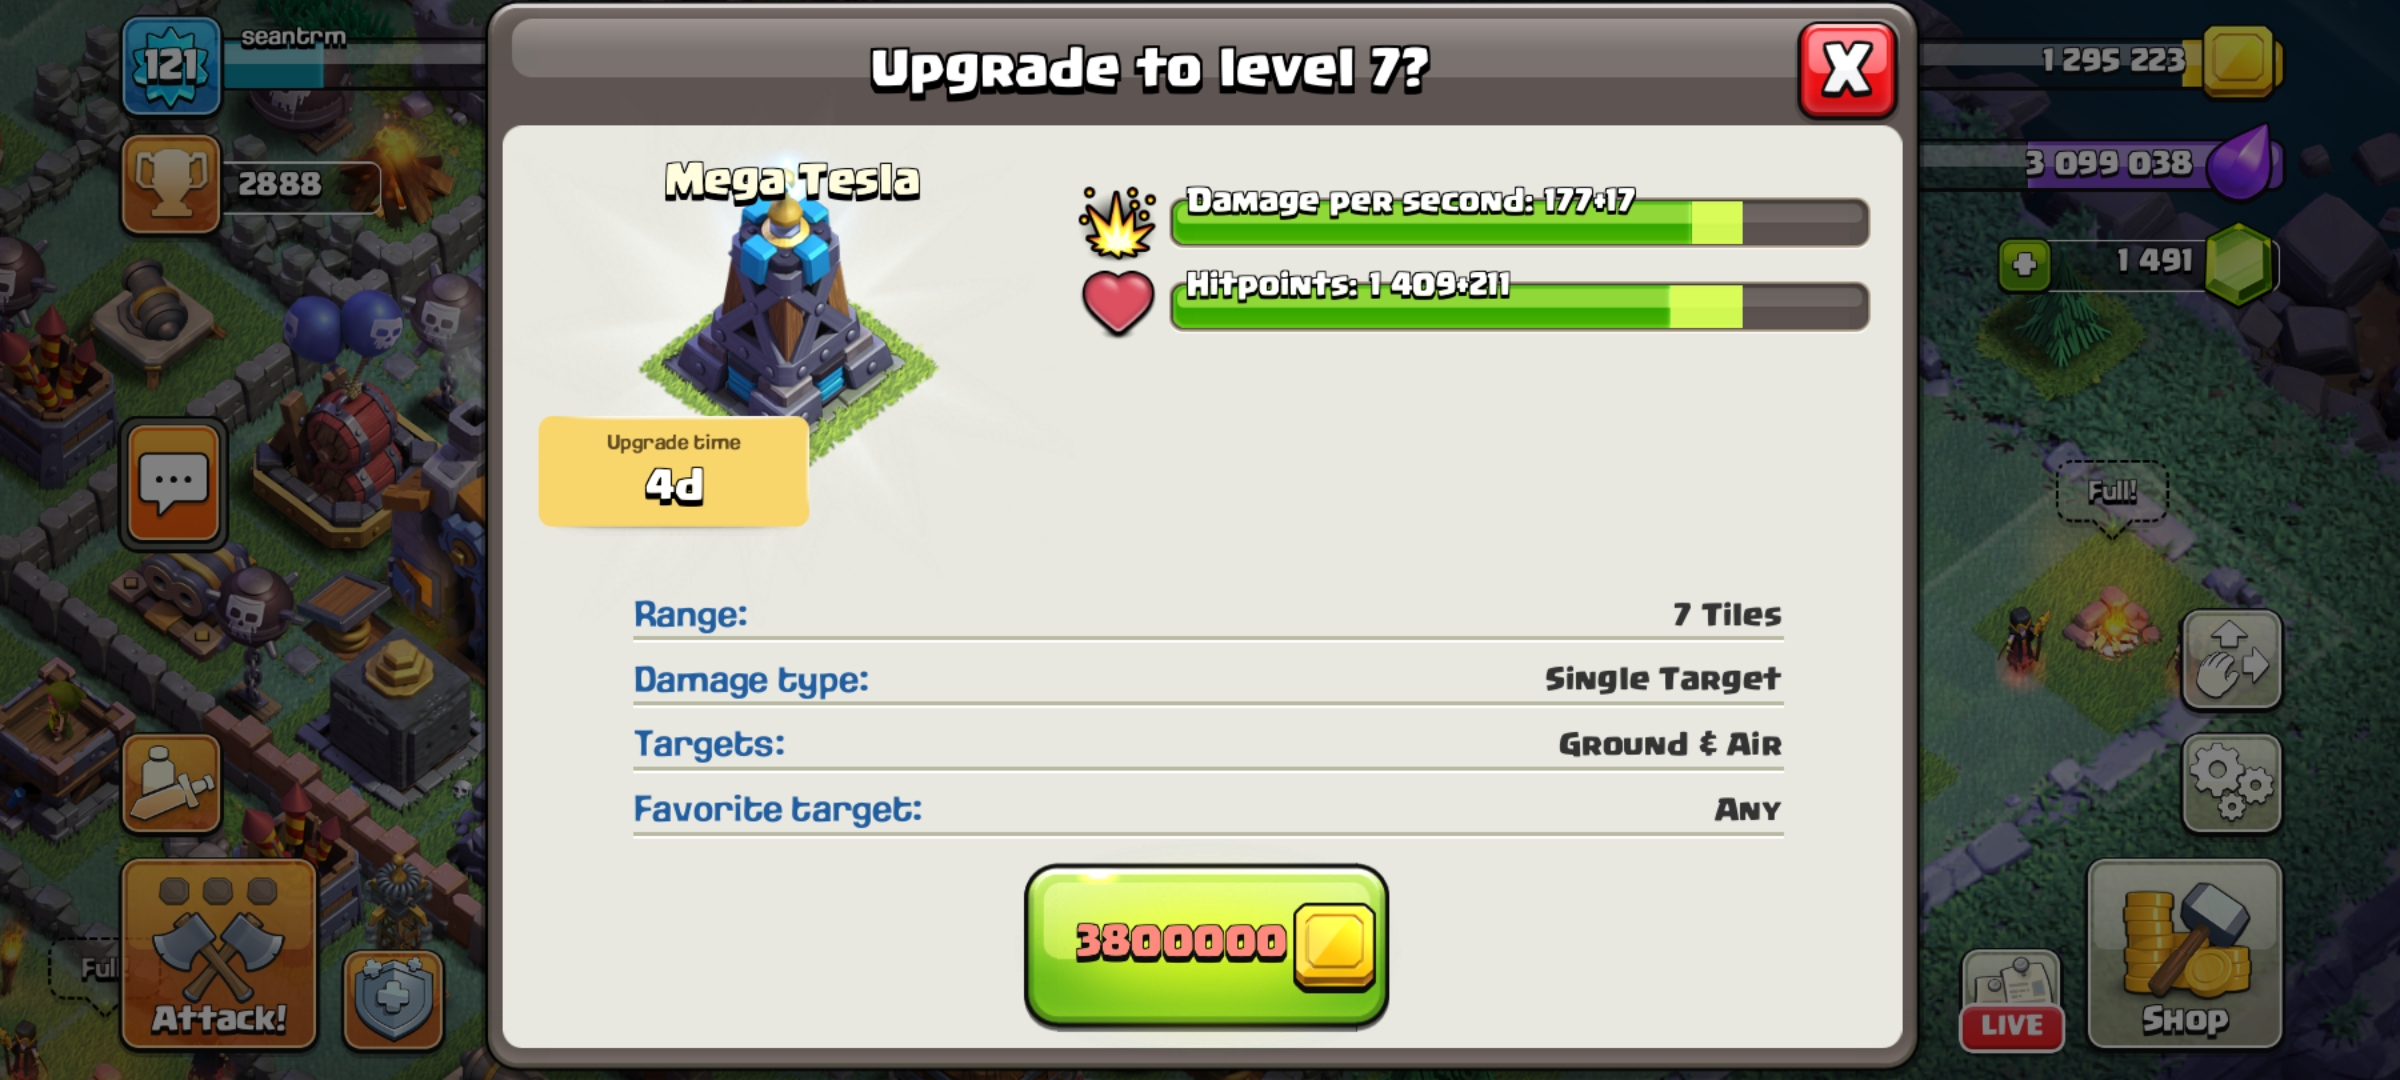 121
seantrm
2888
Upgrade to level 7?
X
1 295 223
3 099 038
1 491
Mega Tesla
Damage per second: 177+17
Hitpoints: 1 409+211
Upgrade time
4d
Range: 7 Tiles
Damage type: Single Target
Targets: Ground & Air
Favorite target: Any
3800000
Full!
Full
Attack!
LIVE
Shop